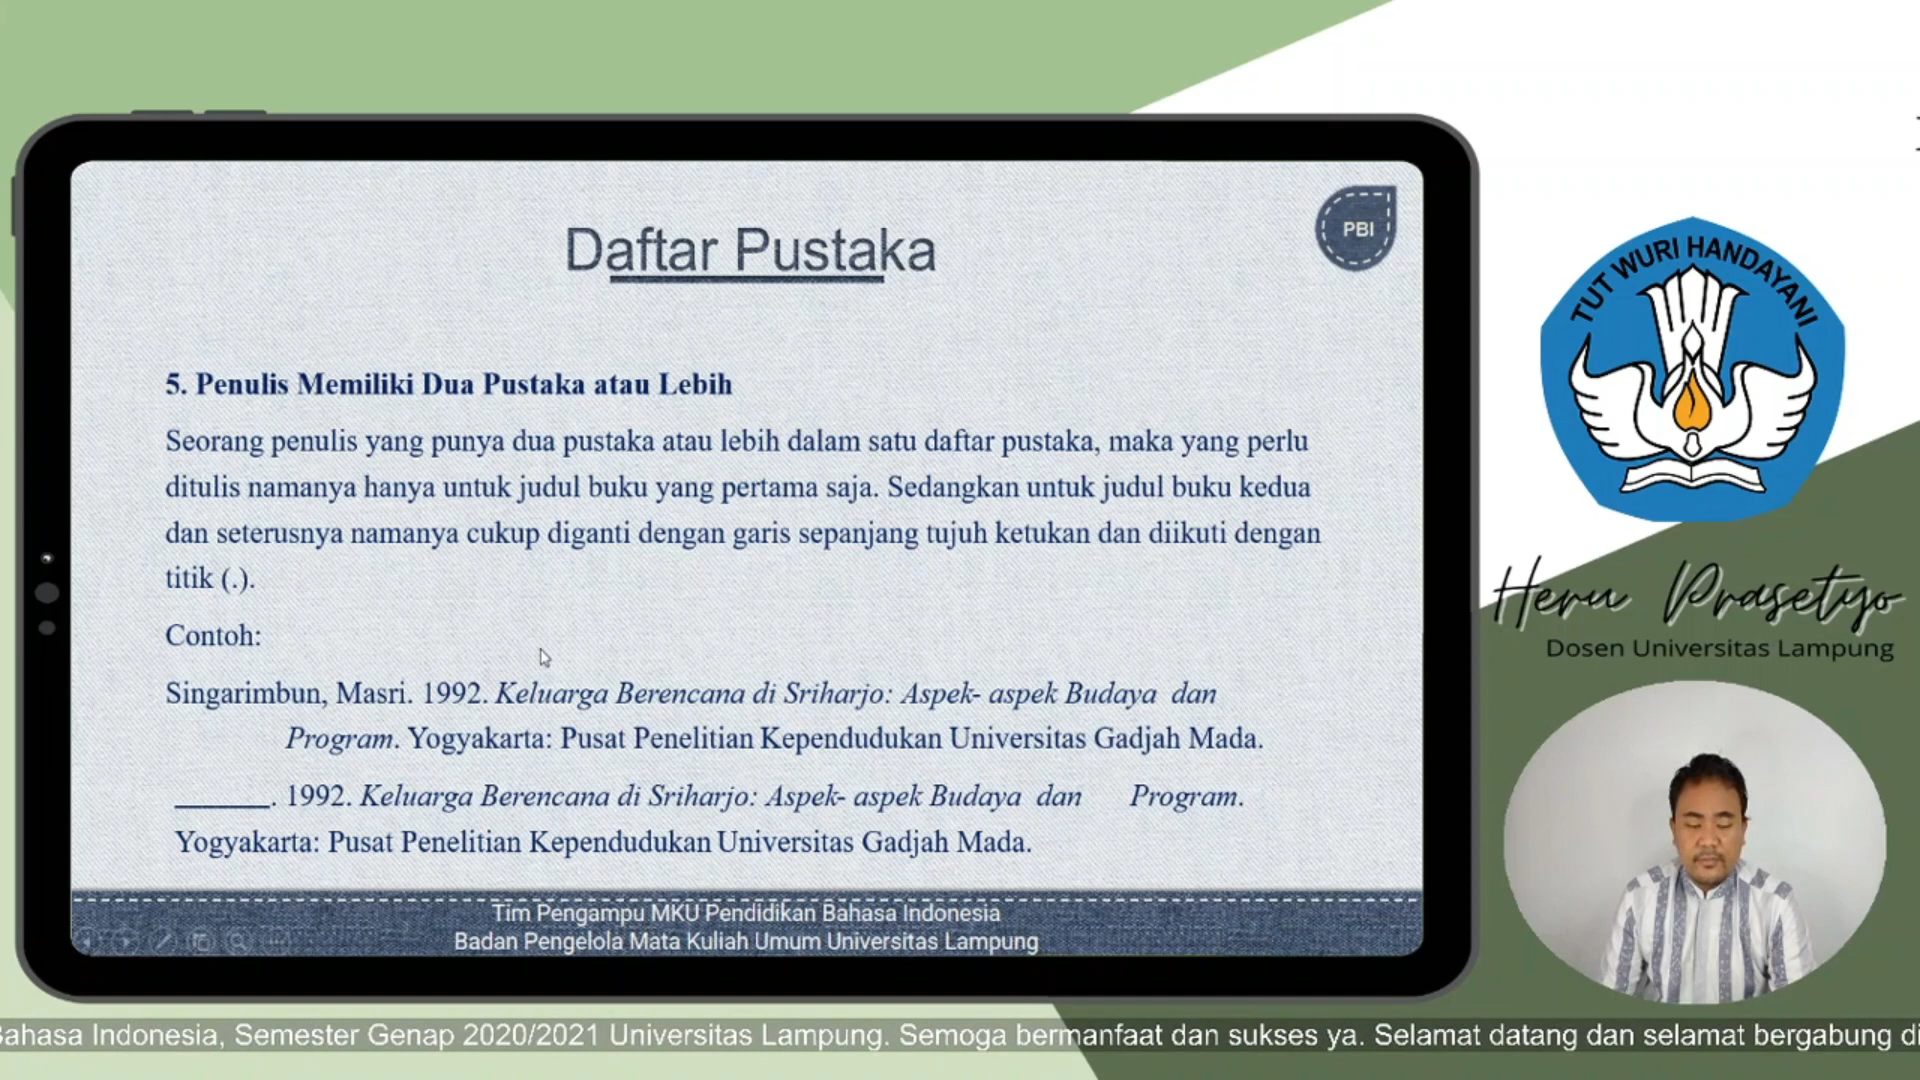 Daftar Pustaka
PBI
5. Penulis Memiliki Dua Pustaka atau Lebih
Seorang penulis yang punya dua pustaka atau lebih dalam satu daftar pustaka, maka yang perlu
ditulis namanya hanya untuk judul buku yang pertama saja. Sedangkan untuk judul buku kedua
dan seterusnya namanya cukup diganti dengan garis sepanjang tujuh ketukan dan diikuti dengan
titik (.).
Contoh:
Singarimbun, Masri. 1992. Keluarga Berencana di Sriharjo: Aspek- aspek Budaya dan
Program. Yogyakarta: Pusat Penelitian Kependudukan Universitas Gadjah Mada.
_______. 1992. Keluarga Berencana di Sriharjo: Aspek- aspek Budaya dan Program.
Yogyakarta: Pusat Penelitian Kependudukan Universitas Gadjah Mada.
Tim Pengampu MKU Pendidikan Bahasa Indonesia
Badan Pengelola Mata Kuliah Umum Universitas Lampung
TUT WURI HANDAYANI
Heru Prasetyo
Dosen Universitas Lampung
Bahasa Indonesia, Semester Genap 2020/2021 Universitas Lampung. Semoga bermanfaat dan sukses ya. Selamat datang dan selamat bergabung di